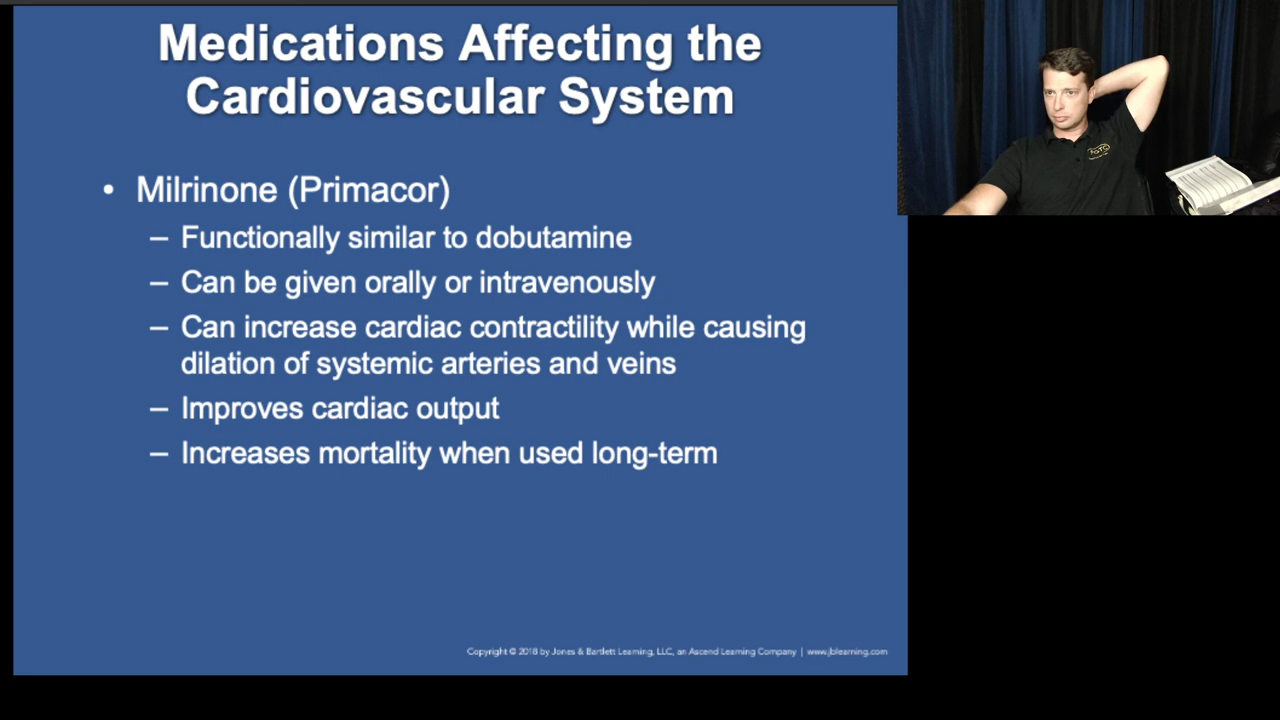 Medications Affecting the
Cardiovascular System
• Milrinone (Primacor)
– Functionally similar to dobutamine
– Can be given orally or intravenously
– Can increase cardiac contractility while causing
dilation of systemic arteries and veins
– Improves cardiac output
– Increases mortality when used long-term
Copyright © 2018 by Jones & Bartlett Learning, LLC, an Ascend Learning Company | www.jblearning.com